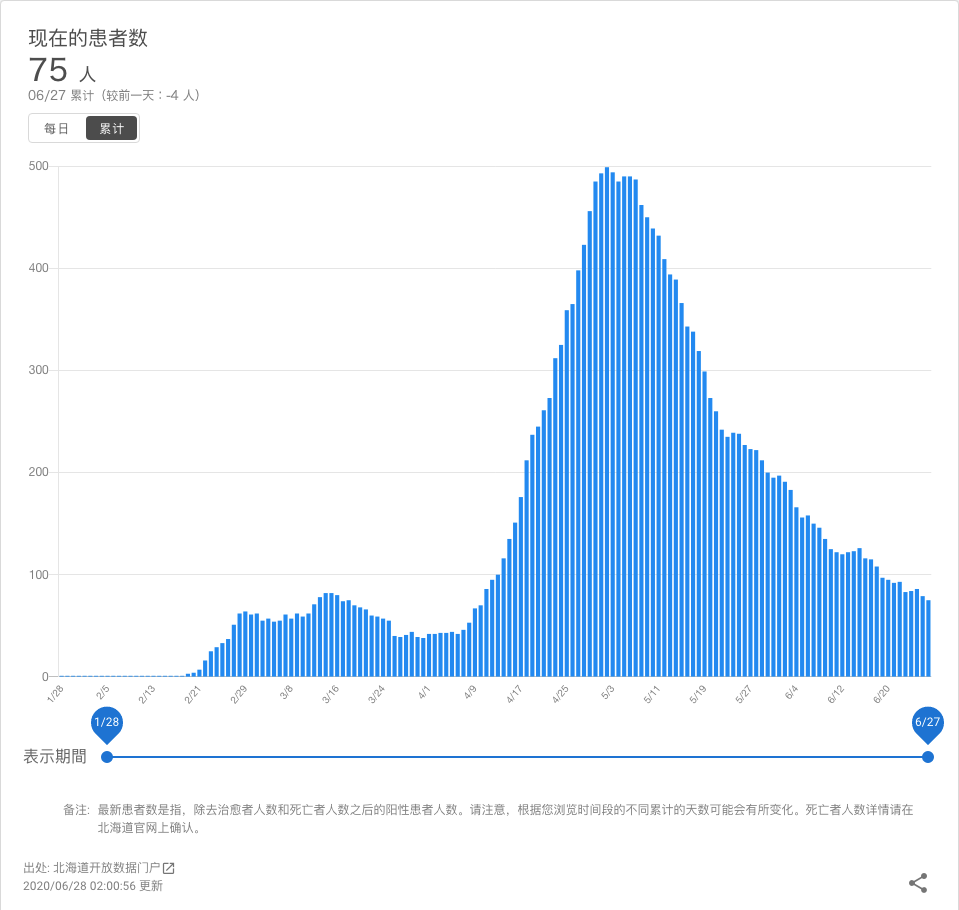 现在的患者数
75 人
06/27 累计（较前一天：-4 人）
每日 累计
500
400
300
200
100
0
1/28 2/5 2/13 2/21 2/29 3/8 3/16 3/24 4/1 4/9 4/17 4/25 5/3 5/11 5/19 5/27 6/4 6/12 6/20
1/28 6/27
表示期間
备注: 最新患者数是指，除去治愈者人数和死亡者人数之后的阳性患者人数。请注意，根据您浏览时间段的不同累计的天数可能会有所变化。死亡者人数详情请在
北海道官网上确认。
出处: 北海道开放数据门户
2020/06/28 02:00:56 更新